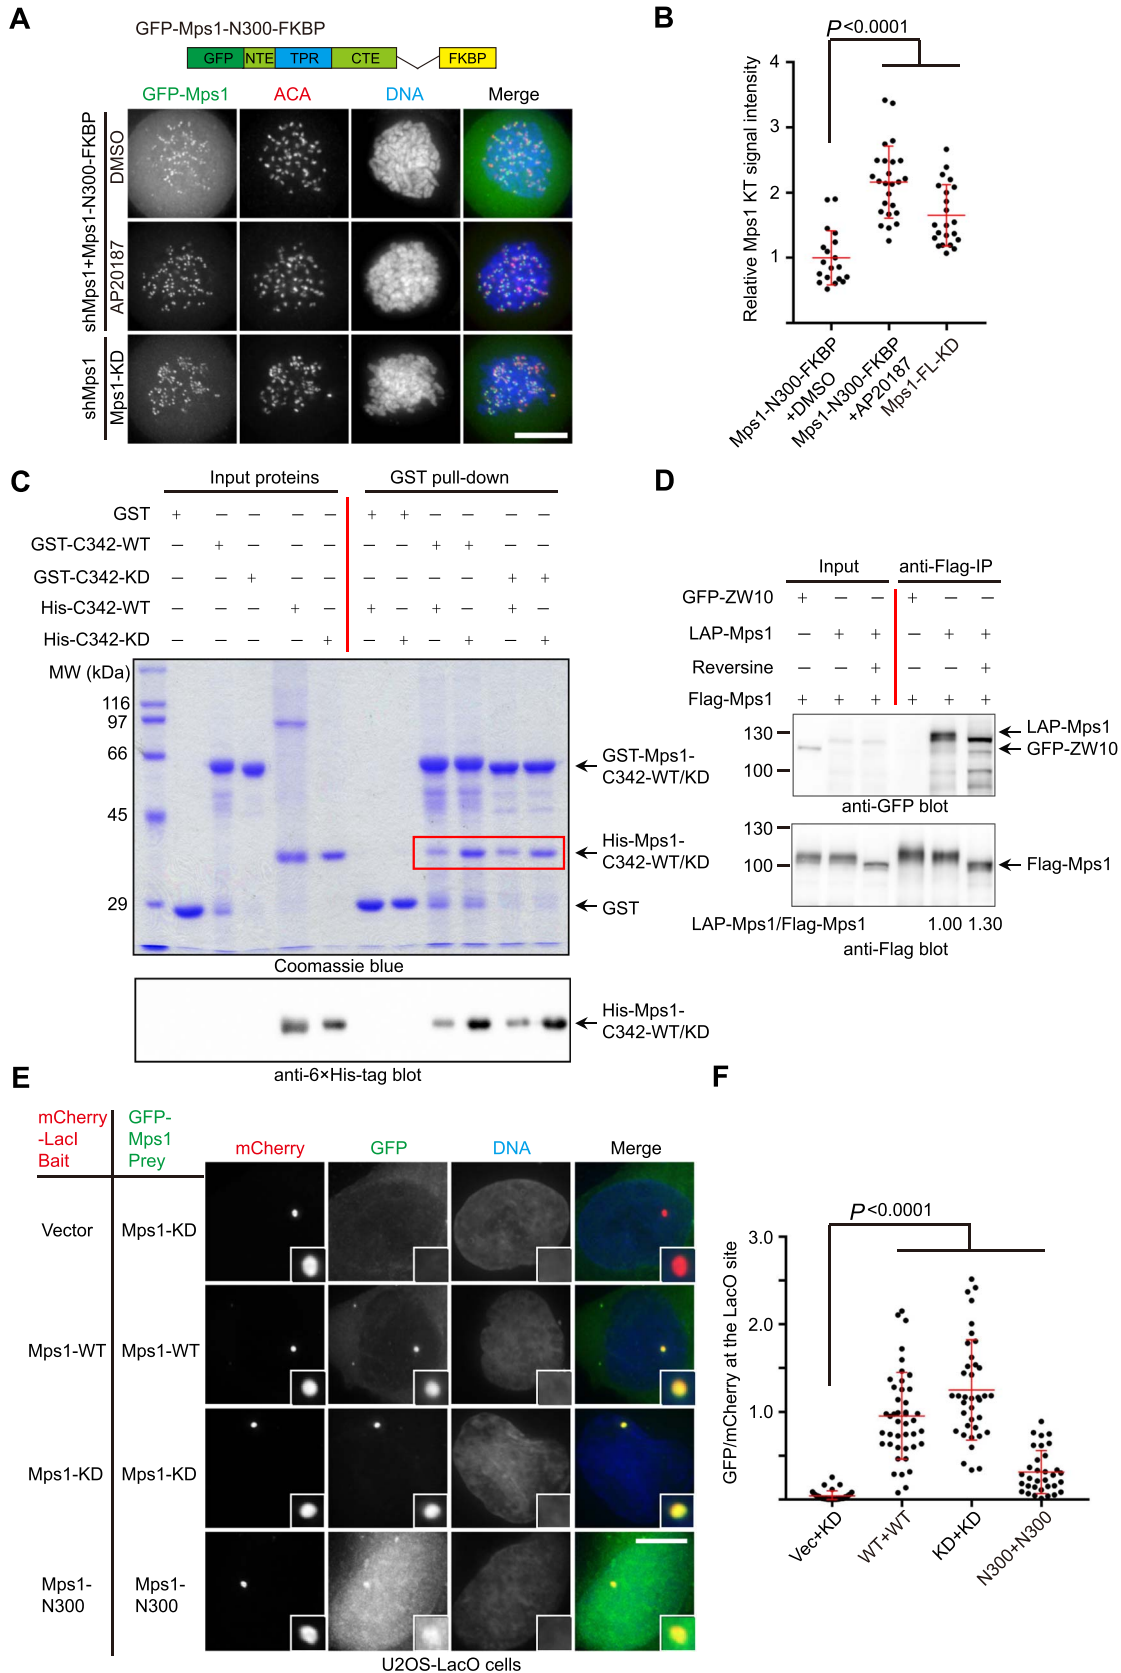 A
GFP-Mps1-N300-FKBP
GFP NTE TPR CTE FKBP
GFP-Mps1 ACA DNA Merge
shMps1+Mps1-N300-FKBP
DMSO
AP20187
shMps1
Mps1-KD
B
P<0.0001
Relative Mps1 KT signal intensity
4
3
2
1
Mps1-N300-FKBP
+DMSO
Mps1-N300-FKBP
+AP20187
Mps1-FL-KD
C
Input proteins GST pull-down
GST + − − − − + + − − − −
GST-C342-WT − + − − − − − + + − −
GST-C342-KD − − + − − − − − − + +
His-C342-WT − − − + − + − + − + −
His-C342-KD − − − − + − + − + − +
MW (kDa)
116
97
66
45
29
GST-Mps1-
C342-WT/KD
His-Mps1-
C342-WT/KD
GST
Coomassie blue
His-Mps1-
C342-WT/KD
anti-6×His-tag blot
D
Input anti-Flag-IP
GFP-ZW10 + − − + − −
LAP-Mps1 − + + − + +
Reversine − − + − − +
Flag-Mps1 + + + + + +
130
100
LAP-Mps1
GFP-ZW10
anti-GFP blot
130
100
Flag-Mps1
LAP-Mps1/Flag-Mps1 1.00 1.30
anti-Flag blot
E
mCherry
-LacI
Bait
GFP-
Mps1
Prey
mCherry GFP DNA Merge
Vector Mps1-KD
Mps1-WT Mps1-WT
Mps1-KD Mps1-KD
Mps1-
N300
Mps1-
N300
U2OS-LacO cells
F
P<0.0001
GFP/mCherry at the LacO site
3.0
2.0
1.0
Vec+KD
WT+WT
KD+KD
N300+N300